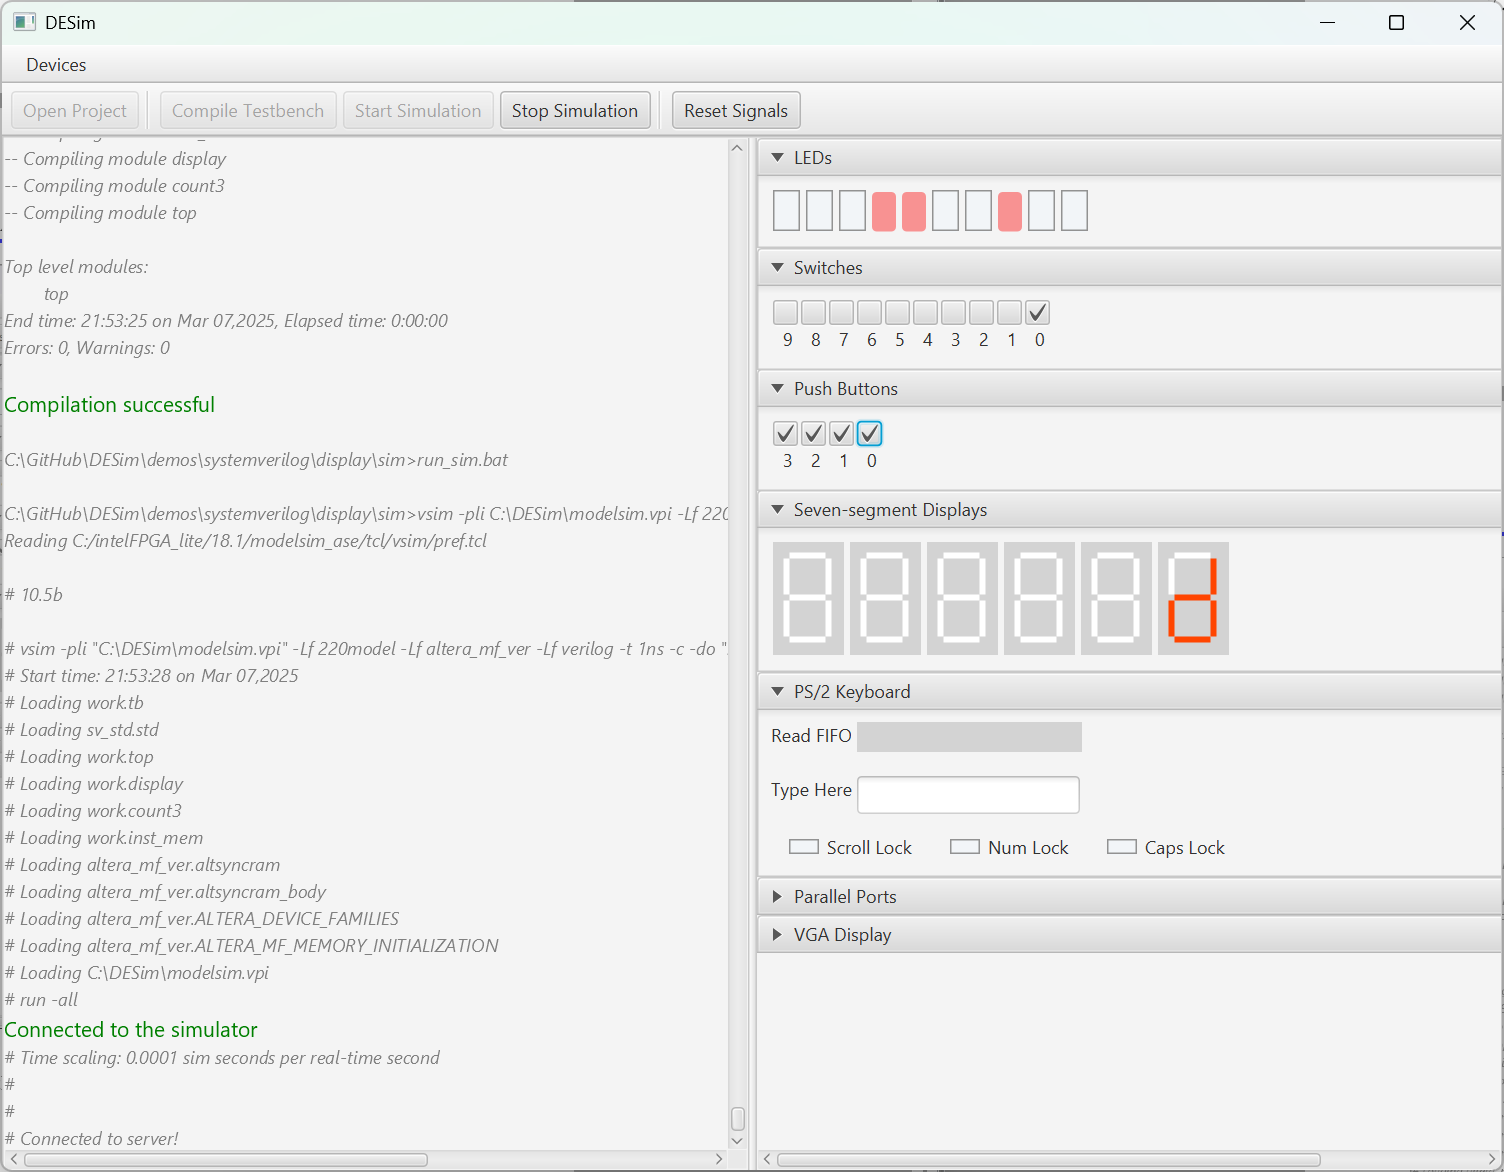 DESim
Devices
Open Project Compile Testbench Start Simulation Stop Simulation Reset Signals
-- Compiling module display
-- Compiling module count3
-- Compiling module top
Top level modules:
top
End time: 21:53:25 on Mar 07,2025, Elapsed time: 0:00:00
Errors: 0, Warnings: 0
Compilation successful
C:\GitHub\DESim\demos\systemverilog\display\sim>run_sim.bat
C:\GitHub\DESim\demos\systemverilog\display\sim>vsim -pli C:\DESim\modelsim.vpi -Lf 220
Reading C:/intelFPGA_lite/18.1/modelsim_ase/tcl/vsim/pref.tcl
# 10.5b
# vsim -pli "C:\DESim\modelsim.vpi" -Lf 220model -Lf altera_mf_ver -Lf verilog -t 1ns -c -do "
# Start time: 21:53:28 on Mar 07,2025
# Loading work.tb
# Loading sv_std.std
# Loading work.top
# Loading work.display
# Loading work.count3
# Loading work.inst_mem
# Loading altera_mf_ver.altsyncram
# Loading altera_mf_ver.altsyncram_body
# Loading altera_mf_ver.ALTERA_DEVICE_FAMILIES
# Loading altera_mf_ver.ALTERA_MF_MEMORY_INITIALIZATION
# Loading C:\DESim\modelsim.vpi
# run -all
Connected to the simulator
# Time scaling: 0.0001 sim seconds per real-time second
#
#
# Connected to server!
LEDs
Switches
9 8 7 6 5 4 3 2 1 0
Push Buttons
3 2 1 0
Seven-segment Displays
d
PS/2 Keyboard
Read FIFO
Type Here
Scroll Lock Num Lock Caps Lock
Parallel Ports
VGA Display